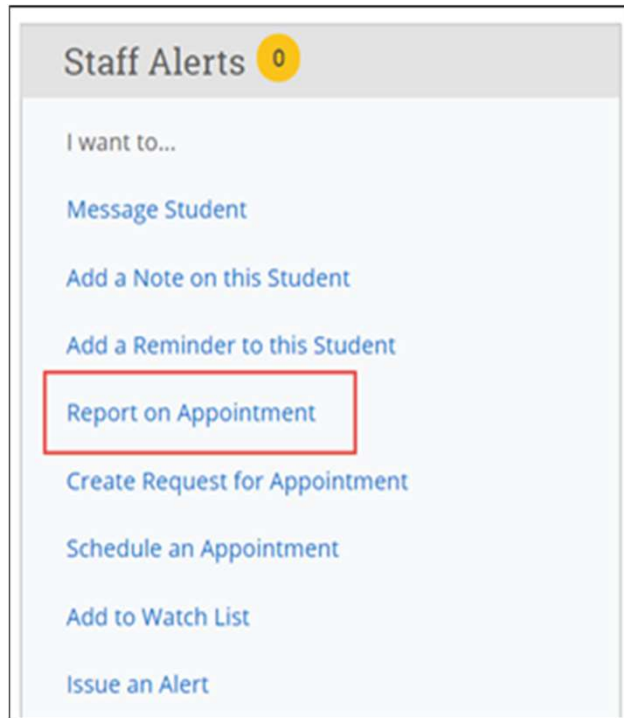 Staff Alerts 0
I want to...
Message Student
Add a Note on this Student
Add a Reminder to this Student
Report on Appointment
Create Request for Appointment
Schedule an Appointment
Add to Watch List
Issue an Alert